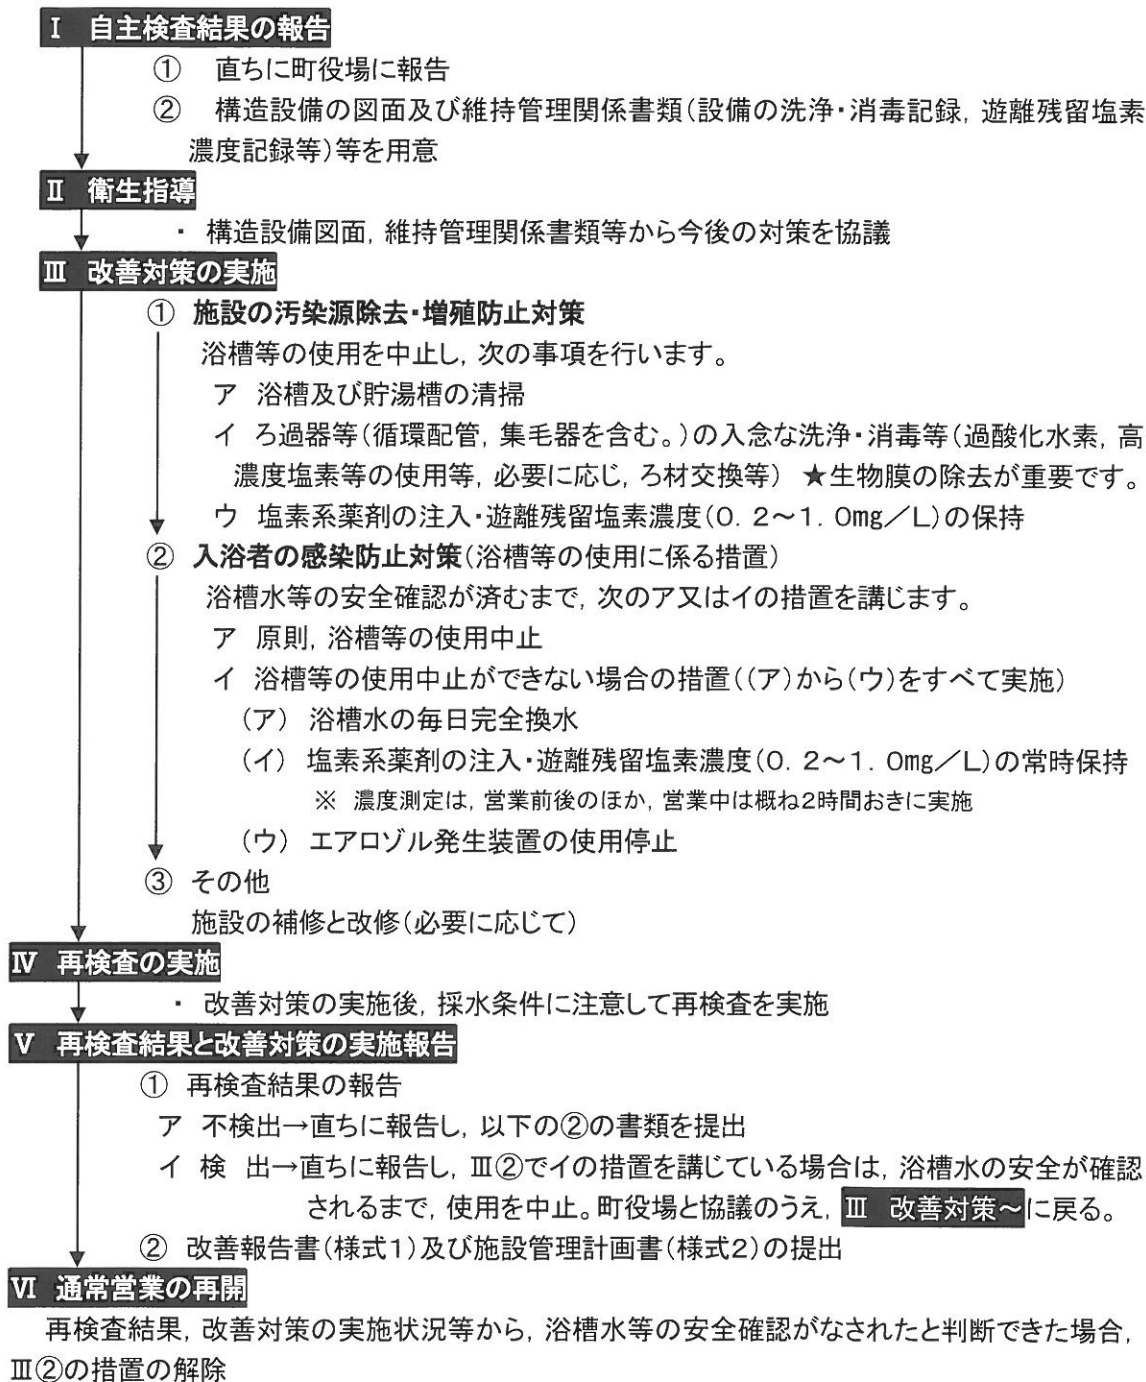 Ⅰ 自主検査結果の報告
① 直ちに町役場に報告
② 構造設備の図面及び維持管理関係書類(設備の洗浄・消毒記録, 遊離残留塩素
濃度記録等)等を用意
Ⅱ 衛生指導
・ 構造設備図面, 維持管理関係書類等から今後の対策を協議
Ⅲ 改善対策の実施
① 施設の汚染源除去・増殖防止対策
浴槽等の使用を中止し, 次の事項を行います。
ア 浴槽及び貯湯槽の清掃
イ ろ過器等(循環配管, 集毛器を含む。)の入念な洗浄・消毒等(過酸化水素, 高
濃度塩素等の使用等, 必要に応じ, ろ材交換等) ★生物膜の除去が重要です。
ウ 塩素系薬剤の注入・遊離残留塩素濃度(0.2～1.0mg/L)の保持
② 入浴者の感染防止対策(浴槽等の使用に係る措置)
浴槽水等の安全確認が済むまで, 次のア又はイの措置を講じます。
ア 原則, 浴槽等の使用中止
イ 浴槽等の使用中止ができない場合の措置((ア)から(ウ)をすべて実施)
(ア) 浴槽水の毎日完全換水
(イ) 塩素系薬剤の注入・遊離残留塩素濃度(0.2～1.0mg/L)の常時保持
※ 濃度測定は, 営業前後のほか, 営業中は概ね2時間おきに実施
(ウ) エアロゾル発生装置の使用停止
③ その他
施設の補修と改修(必要に応じて)
Ⅳ 再検査の実施
・ 改善対策の実施後, 採水条件に注意して再検査を実施
Ⅴ 再検査結果と改善対策の実施報告
① 再検査結果の報告
ア 不検出→直ちに報告し, 以下の②の書類を提出
イ 検 出→直ちに報告し, Ⅲ②でイの措置を講じている場合は, 浴槽水の安全が確認
されるまで, 使用を中止。町役場と協議のうえ, Ⅲ 改善対策～に戻る。
② 改善報告書(様式1)及び施設管理計画書(様式2)の提出
Ⅵ 通常営業の再開
再検査結果, 改善対策の実施状況等から, 浴槽水等の安全確認がなされたと判断できた場合,
Ⅲ②の措置の解除